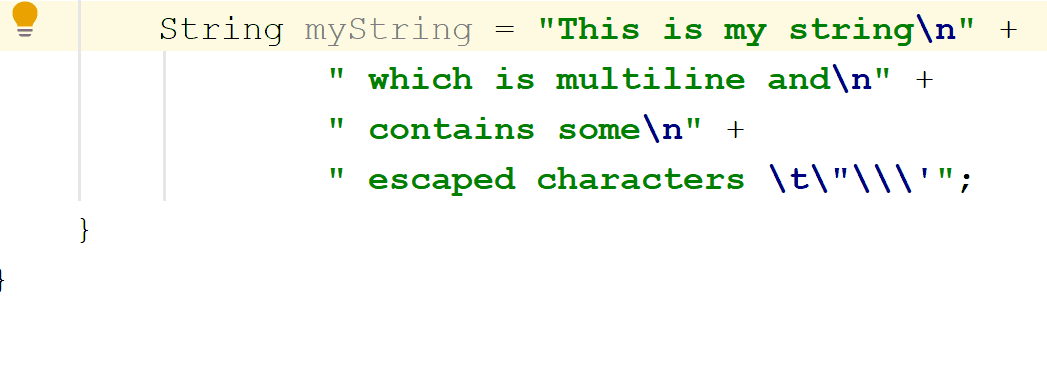 String myString = "This is my string\n" +
" which is multiline and\n" +
" contains some\n" +
" escaped characters \t\"\\\'";
}
}